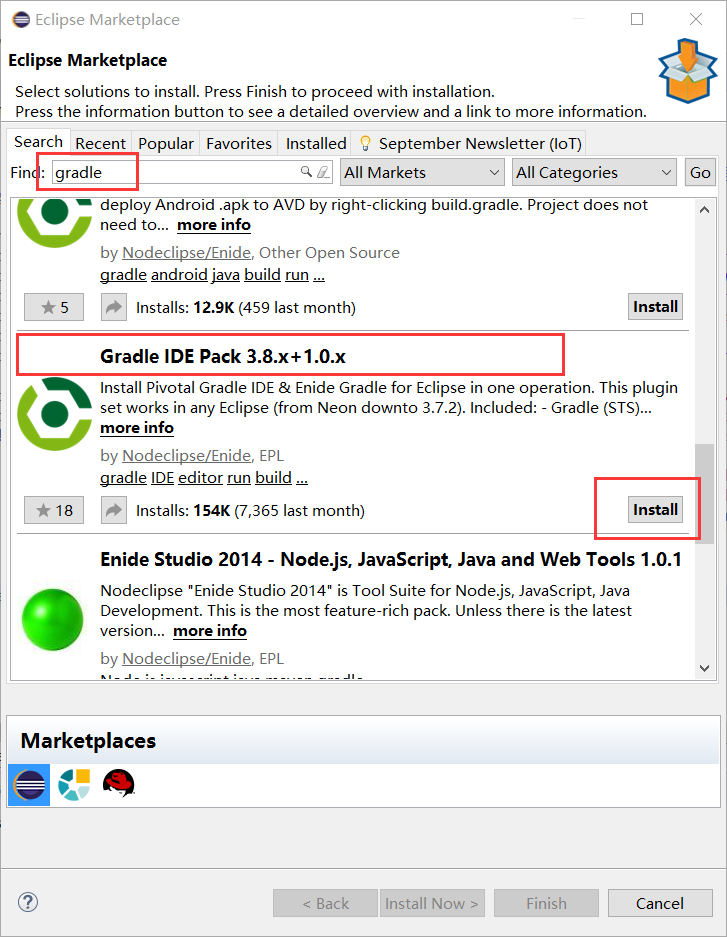 Eclipse Marketplace
Eclipse Marketplace
Select solutions to install. Press Finish to proceed with installation.
Press the information button to see a detailed overview and a link to more information.
Search Recent Popular Favorites Installed September Newsletter (IoT)
Find: gradle All Markets All Categories Go
deploy Android .apk to AVD by right-clicking build.gradle. Project does not
need to... more info
by Nodeclipse/Enide, Other Open Source
gradle android java build run ...
5 Installs: 12.9K (459 last month) Install
Gradle IDE Pack 3.8.x+1.0.x
Install Pivotal Gradle IDE & Enide Gradle for Eclipse in one operation. This plugin
set works in any Eclipse (from Neon downto 3.7.2). Included: - Gradle (STS)...
more info
by Nodeclipse/Enide, EPL
gradle IDE editor run build ...
18 Installs: 154K (7,365 last month) Install
Enide Studio 2014 - Node.js, JavaScript, Java and Web Tools 1.0.1
Nodeclipse "Enide Studio 2014" is Tool Suite for Node.js, JavaScript, Java
Development. This is the most feature-rich pack. Unless there is the latest
version... more info
by Nodeclipse/Enide, EPL
Node.js javascript java maven gradle
Marketplaces
? < Back Install Now > Finish Cancel